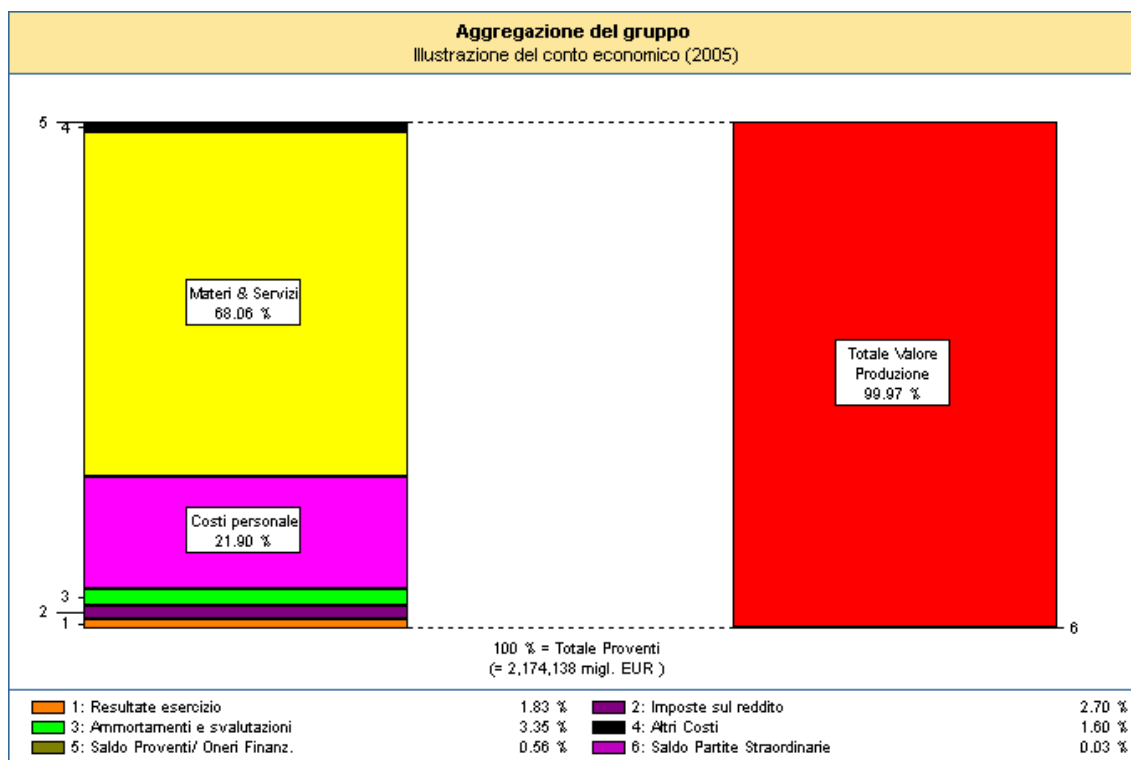 Aggregazione del gruppo
Illustrazione del conto economico (2005)
5
4
Materi & Servizi
68.06 %
Totale Valore
Produzione
99.97 %
Costi personale
21.90 %
3
2
1
6
100 % = Totale Proventi
(= 2,174,138 migl. EUR )
1: Resultate esercizio 1.83 % 2: Imposte sul reddito 2.70 %
3: Ammortamenti e svalutazioni 3.35 % 4: Altri Costi 1.60 %
5: Saldo Proventi/ Oneri Finanz. 0.56 % 6: Saldo Partite Straordinarie 0.03 %